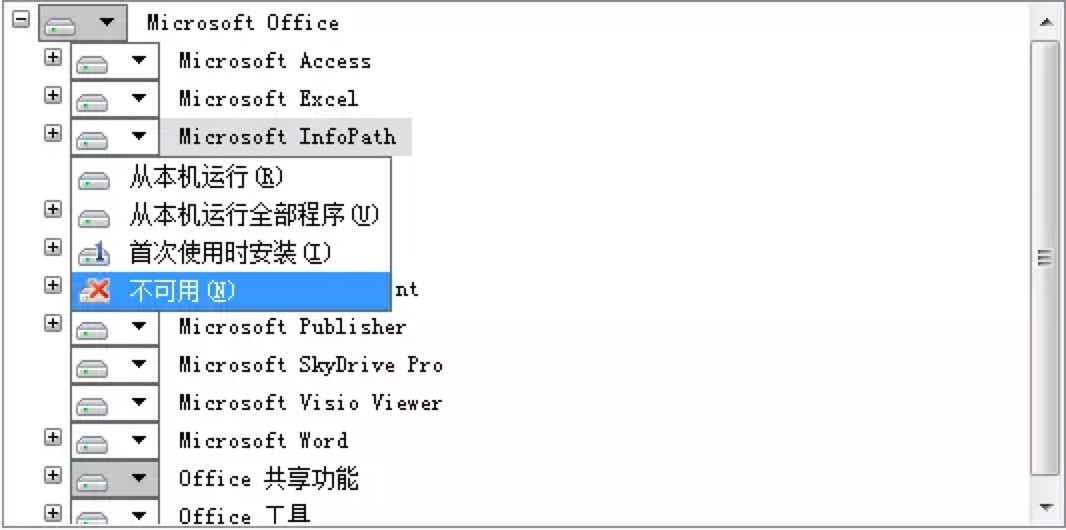 Microsoft Office
Microsoft Access
Microsoft Excel
Microsoft InfoPath
从本机运行(R)
从本机运行全部程序(U)
首次使用时安装(I)
不可用(N)
nt
Microsoft Publisher
Microsoft SkyDrive Pro
Microsoft Visio Viewer
Microsoft Word
Office 共享功能
Office 工具